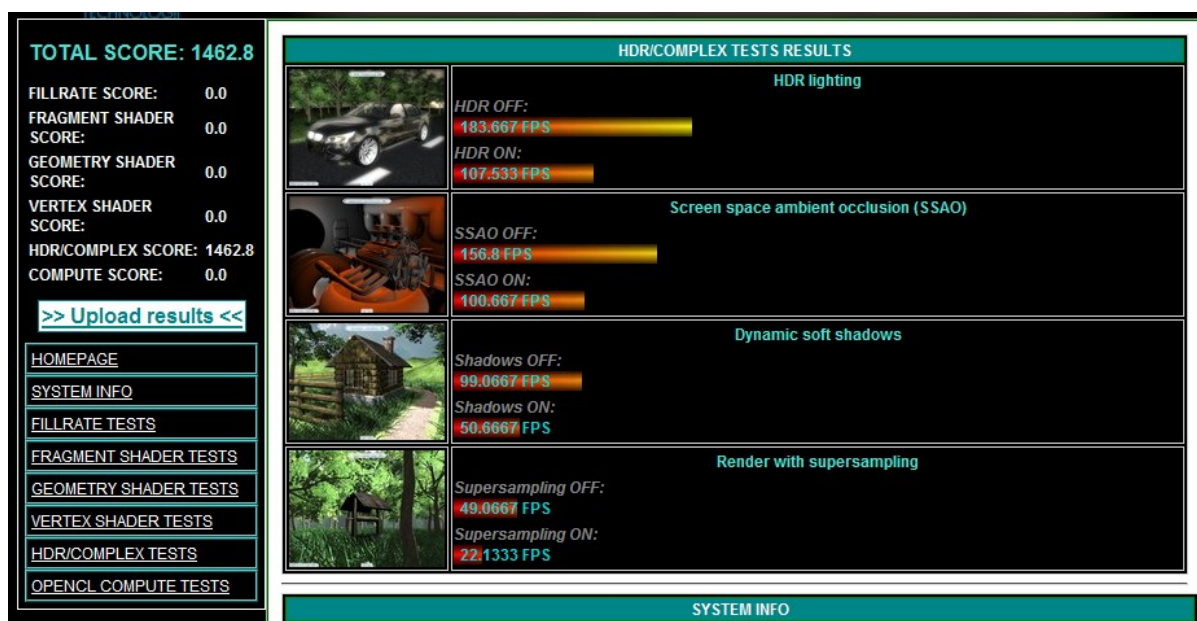 TECHNOLOGII
TOTAL SCORE: 1462.8
FILLRATE SCORE: 0.0
FRAGMENT SHADER
SCORE: 0.0
GEOMETRY SHADER
SCORE: 0.0
VERTEX SHADER
SCORE: 0.0
HDR/COMPLEX SCORE: 1462.8
COMPUTE SCORE: 0.0
>> Upload results <<
HOMEPAGE
SYSTEM INFO
FILLRATE TESTS
FRAGMENT SHADER TESTS
GEOMETRY SHADER TESTS
VERTEX SHADER TESTS
HDR/COMPLEX TESTS
OPENCL COMPUTE TESTS
HDR/COMPLEX TESTS RESULTS
HDR lighting
HDR OFF:
183.667 FPS
HDR ON:
107.533 FPS
Screen space ambient occlusion (SSAO)
SSAO OFF:
156.8 FPS
SSAO ON:
100.667 FPS
Dynamic soft shadows
Shadows OFF:
99.0667 FPS
Shadows ON:
50.6667 FPS
Render with supersampling
Supersampling OFF:
49.0667 FPS
Supersampling ON:
22.1333 FPS
SYSTEM INFO